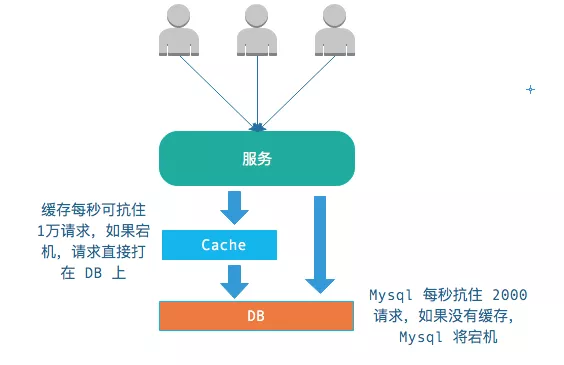 服务
缓存每秒可抗住
1万请求，如果宕
机，请求直接打
在 DB 上
Cache
DB
Mysql 每秒抗住 2000
请求，如果没有缓存，
Mysql 将宕机